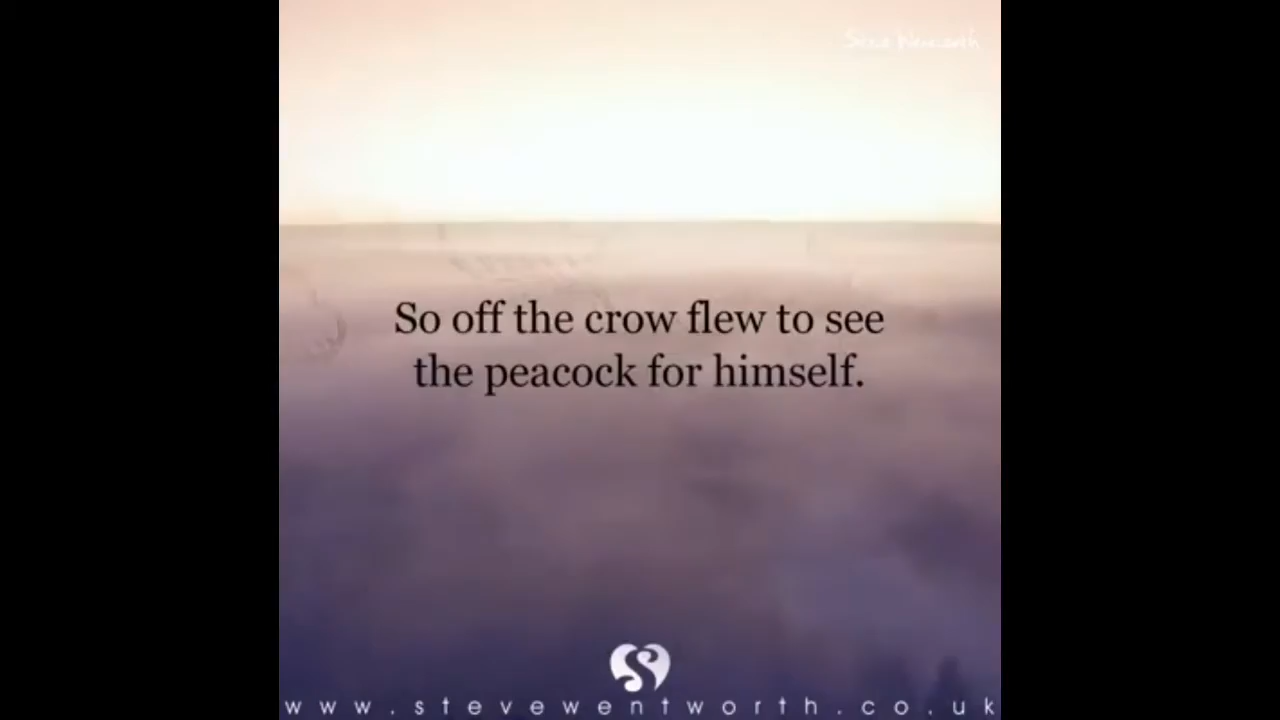 So off the crow flew to see
the peacock for himself.
www.stevewentworth.co.uk